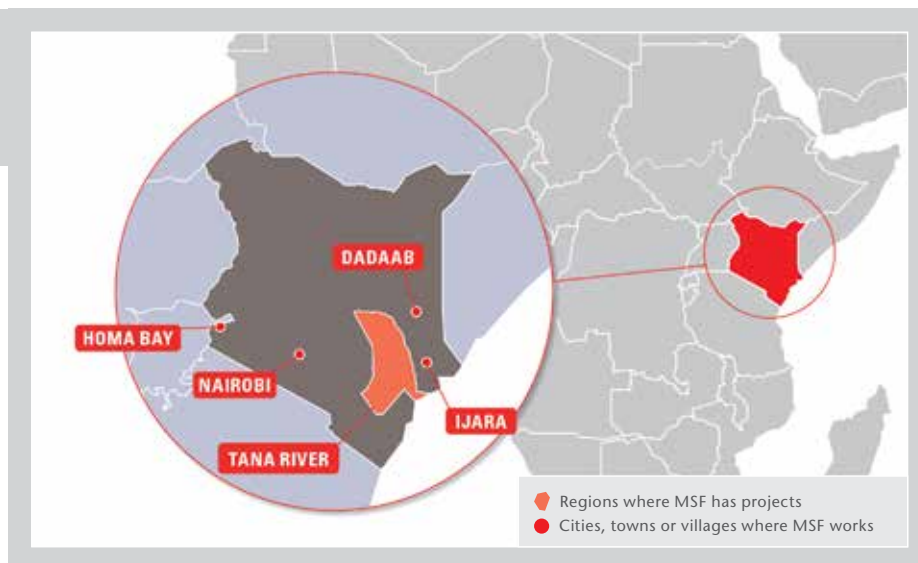 DADAAB
HOMA BAY
NAIROBI
IJARA
TANA RIVER
Regions where MSF has projects
Cities, towns or villages where MSF works